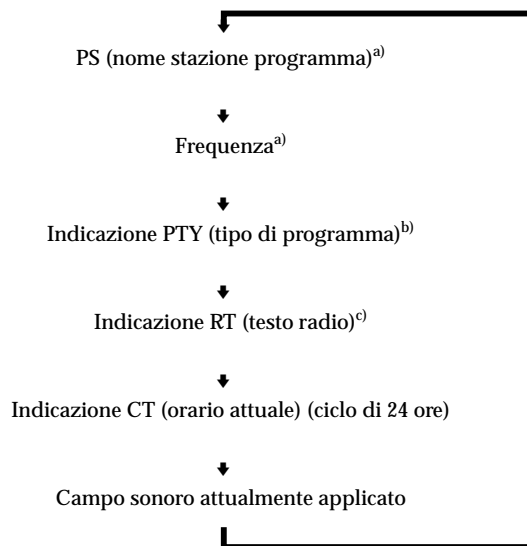 PS (nome stazione programma)a)
Frequenzaa)
Indicazione PTY (tipo di programma)b)
Indicazione RT (testo radio)c)
Indicazione CT (orario attuale) (ciclo di 24 ore)
Campo sonoro attualmente applicato